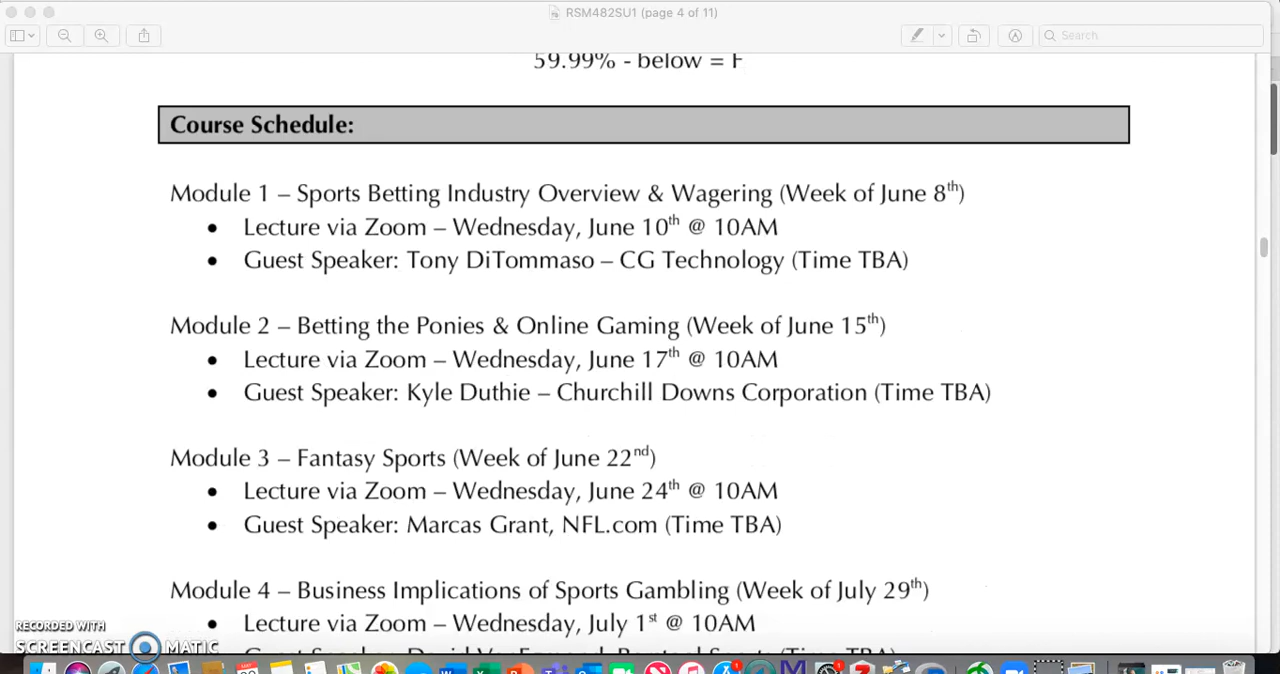 RSM482SU1 (page 4 of 11)
Search
59.99% - below = F
Course Schedule:
Module 1 – Sports Betting Industry Overview & Wagering (Week of June 8th)
• Lecture via Zoom – Wednesday, June 10th @ 10AM
• Guest Speaker: Tony DiTommaso – CG Technology (Time TBA)
Module 2 – Betting the Ponies & Online Gaming (Week of June 15th)
• Lecture via Zoom – Wednesday, June 17th @ 10AM
• Guest Speaker: Kyle Duthie – Churchill Downs Corporation (Time TBA)
Module 3 – Fantasy Sports (Week of June 22nd)
• Lecture via Zoom – Wednesday, June 24th @ 10AM
• Guest Speaker: Marcas Grant, NFL.com (Time TBA)
Module 4 – Business Implications of Sports Gambling (Week of July 29th)
• Lecture via Zoom – Wednesday, July 1st @ 10AM
RECORDED WITH
SCREENCAST MATIC